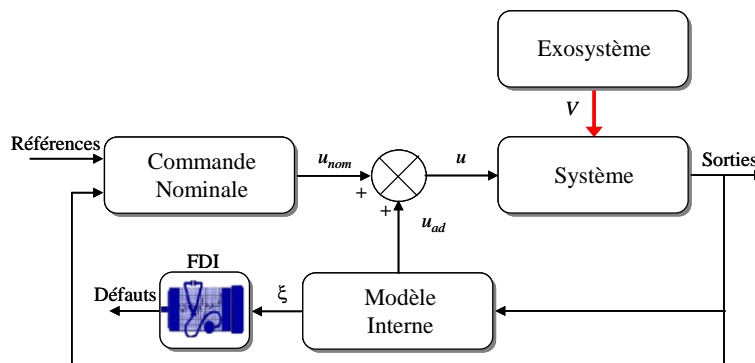 Exosystème
V
Références
Commande
Nominale
u_nom
+
+
u
Système
Sorties
u_ad
FDI
Défauts
ξ
Modèle
Interne